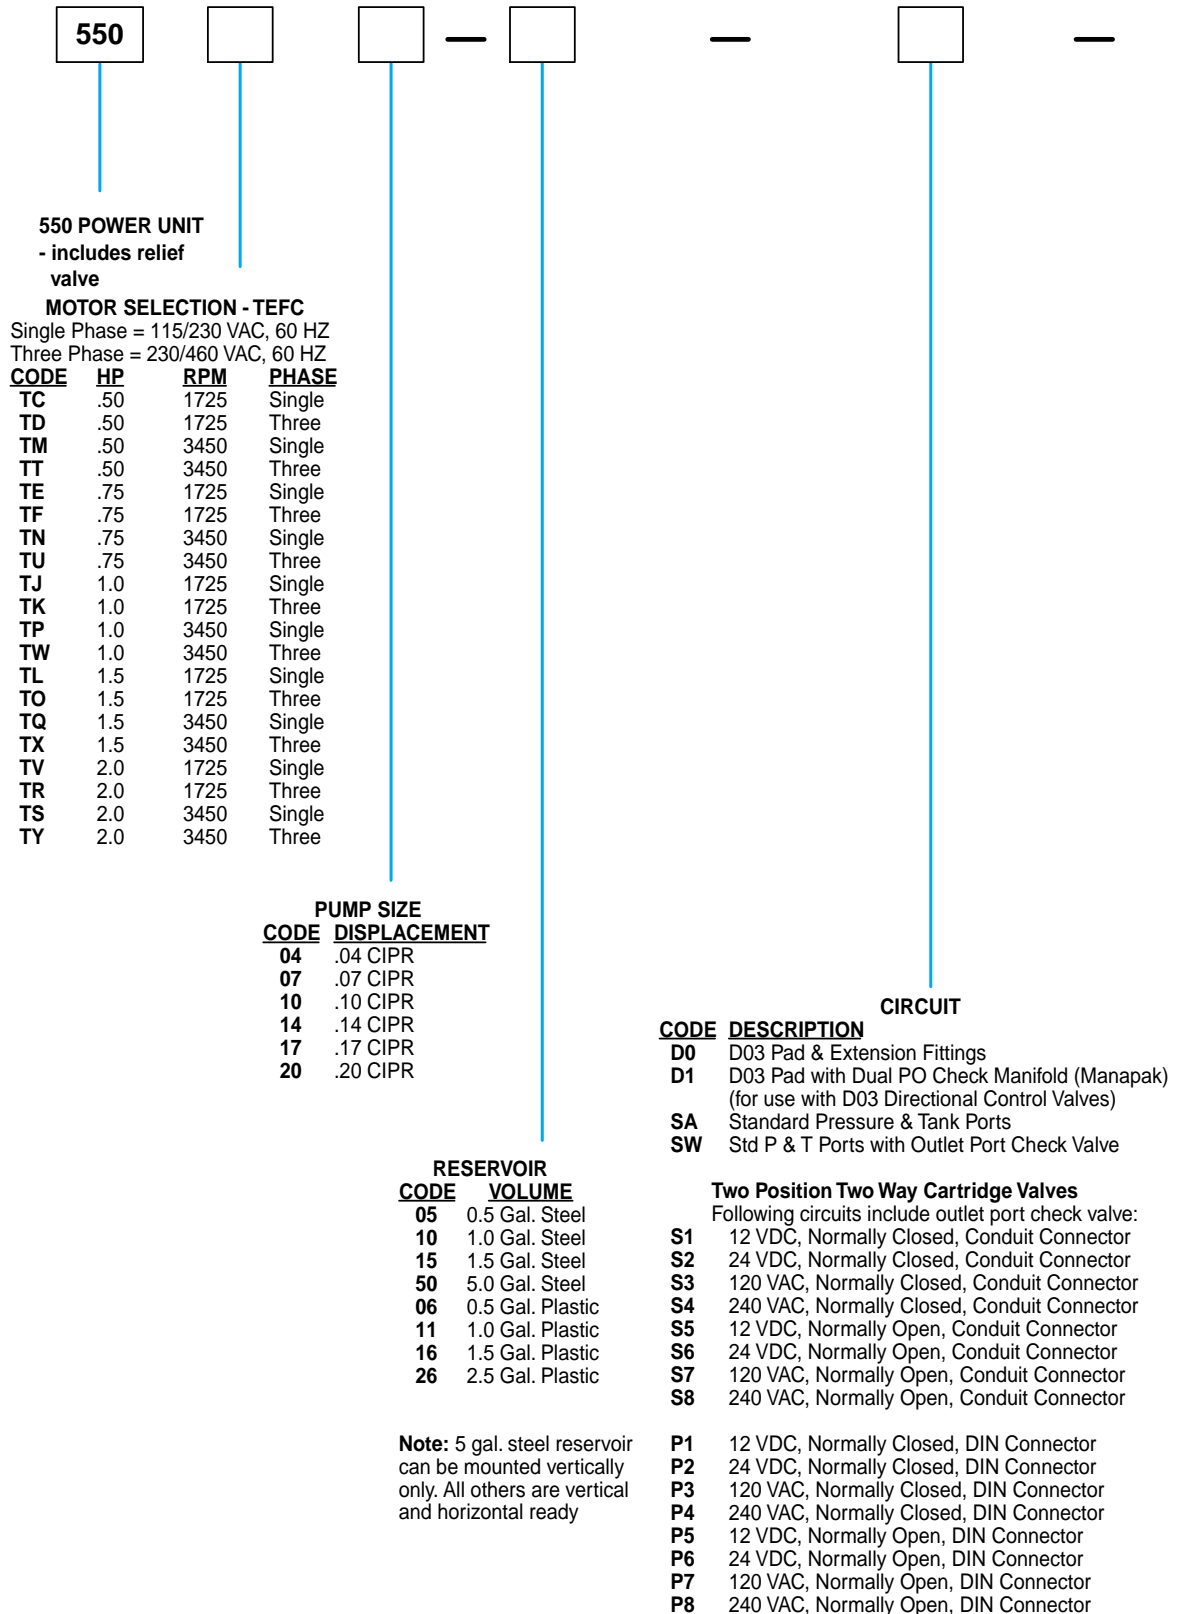 550
— — —
550 POWER UNIT
- includes relief
valve
MOTOR SELECTION - TEFC
Single Phase = 115/230 VAC, 60 HZ
Three Phase = 230/460 VAC, 60 HZ
CODE HP RPM PHASE
TC .50 1725 Single
TD .50 1725 Three
TM .50 3450 Single
TT .50 3450 Three
TE .75 1725 Single
TF .75 1725 Three
TN .75 3450 Single
TU .75 3450 Three
TJ 1.0 1725 Single
TK 1.0 1725 Three
TP 1.0 3450 Single
TW 1.0 3450 Three
TL 1.5 1725 Single
TO 1.5 1725 Three
TQ 1.5 3450 Single
TX 1.5 3450 Three
TV 2.0 1725 Single
TR 2.0 1725 Three
TS 2.0 3450 Single
TY 2.0 3450 Three
PUMP SIZE
CODE DISPLACEMENT
04 .04 CIPR
07 .07 CIPR
10 .10 CIPR
14 .14 CIPR
17 .17 CIPR
20 .20 CIPR
RESERVOIR
CODE VOLUME
05 0.5 Gal. Steel
10 1.0 Gal. Steel
15 1.5 Gal. Steel
50 5.0 Gal. Steel
06 0.5 Gal. Plastic
11 1.0 Gal. Plastic
16 1.5 Gal. Plastic
26 2.5 Gal. Plastic
Note: 5 gal. steel reservoir
can be mounted vertically
only. All others are vertical
and horizontal ready
CIRCUIT
CODE DESCRIPTION
D0 D03 Pad & Extension Fittings
D1 D03 Pad with Dual PO Check Manifold (Manapak)
(for use with D03 Directional Control Valves)
SA Standard Pressure & Tank Ports
SW Std P & T Ports with Outlet Port Check Valve
Two Position Two Way Cartridge Valves
Following circuits include outlet port check valve:
S1 12 VDC, Normally Closed, Conduit Connector
S2 24 VDC, Normally Closed, Conduit Connector
S3 120 VAC, Normally Closed, Conduit Connector
S4 240 VAC, Normally Closed, Conduit Connector
S5 12 VDC, Normally Open, Conduit Connector
S6 24 VDC, Normally Open, Conduit Connector
S7 120 VAC, Normally Open, Conduit Connector
S8 240 VAC, Normally Open, Conduit Connector
P1 12 VDC, Normally Closed, DIN Connector
P2 24 VDC, Normally Closed, DIN Connector
P3 120 VAC, Normally Closed, DIN Connector
P4 240 VAC, Normally Closed, DIN Connector
P5 12 VDC, Normally Open, DIN Connector
P6 24 VDC, Normally Open, DIN Connector
P7 120 VAC, Normally Open, DIN Connector
P8 240 VAC, Normally Open, DIN Connector